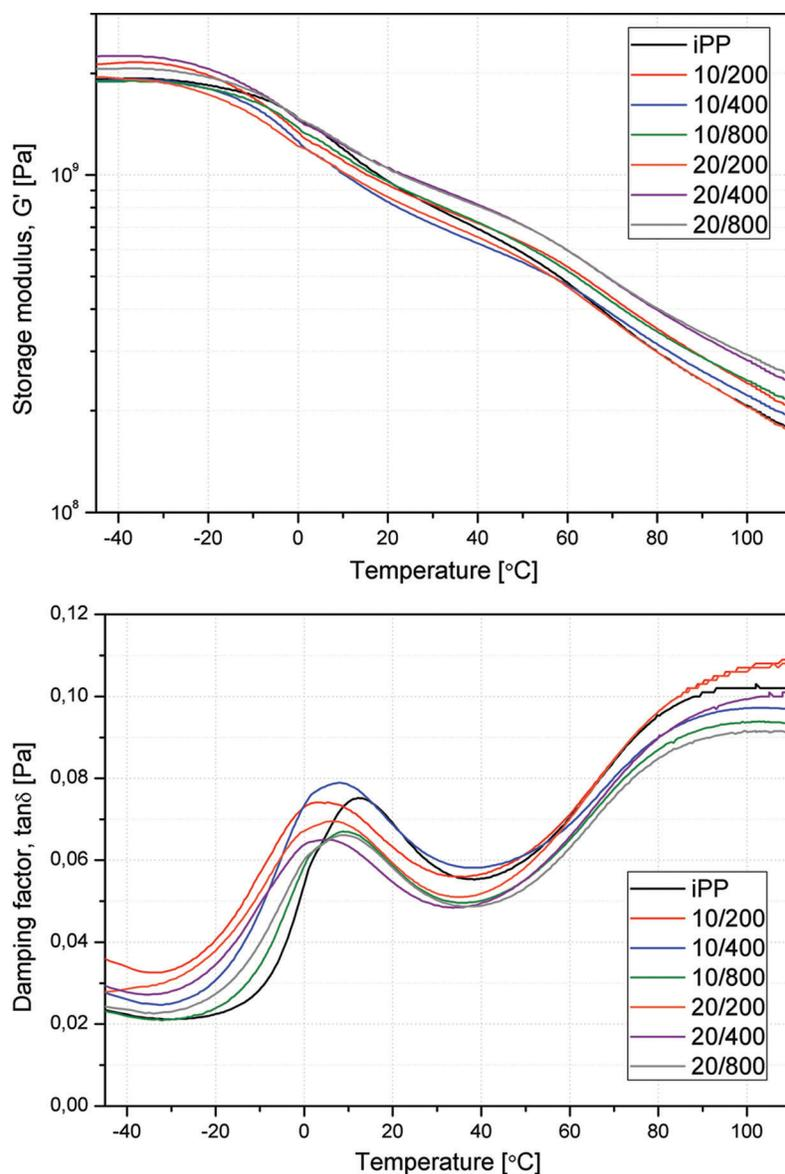 Storage modulus, G' [Pa]
10⁹
10⁸
iPP
10/200
10/400
10/800
20/200
20/400
20/800
-40 -20 0 20 40 60 80 100
Temperature [°C]
Damping factor, tanδ [Pa]
0,12
0,10
0,08
0,06
0,04
0,02
0,00
iPP
10/200
10/400
10/800
20/200
20/400
20/800
-40 -20 0 20 40 60 80 100
Temperature [°C]